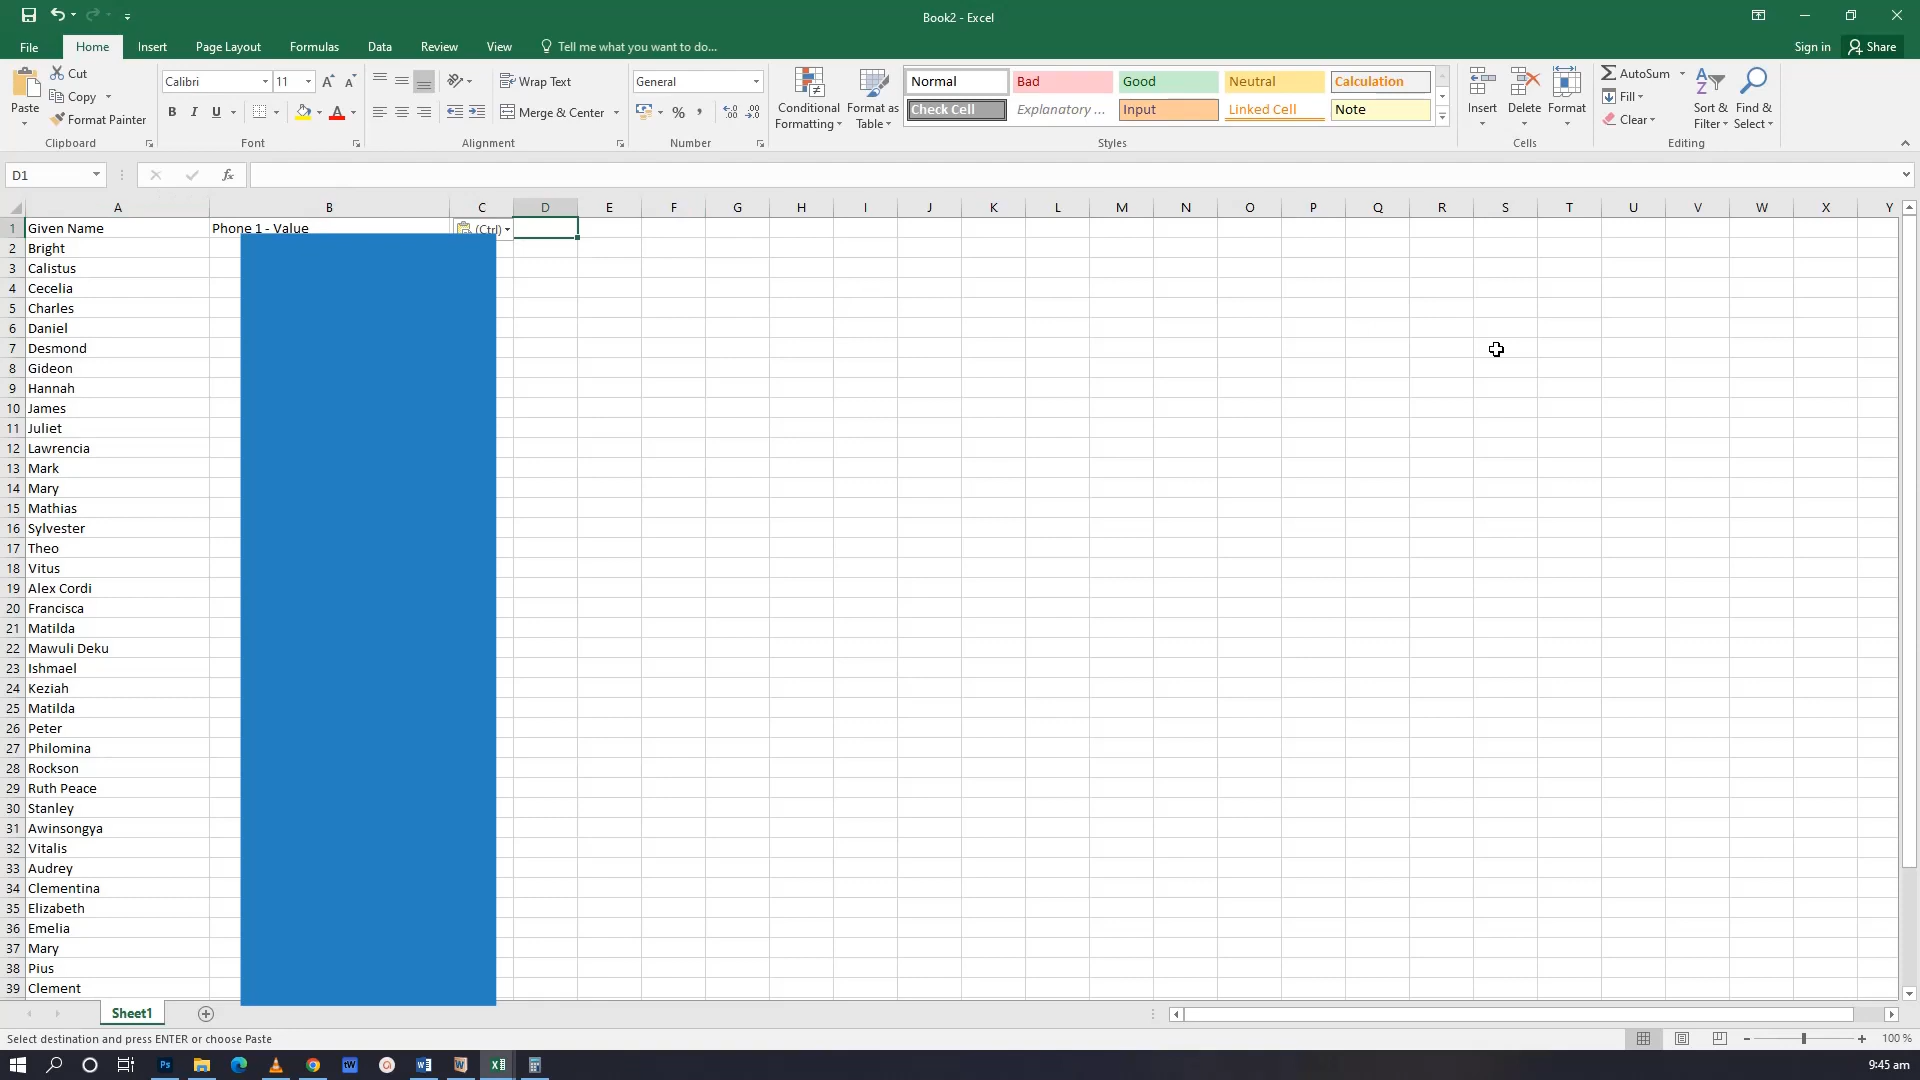 Book2 - Excel
File Home Insert Page Layout Formulas Data Review View Tell me what you want to do... Sign in Share
Paste
Cut
Copy
Format Painter
Clipboard
Calibri 11 A A
B I U A
Font
Wrap Text
Merge & Center
Alignment
General
%
Number
Conditional Formatting
Format as Table
Normal Bad Good Neutral Calculation
Check Cell Explanatory ... Input Linked Cell Note
Styles
Insert Delete Format
Cells
AutoSum
Fill
Clear
Sort & Filter
Find & Select
Editing
D1 fx
A B C D E F G H I J K L M N O P Q R S T U V W X Y
1 Given Name Phone 1 - Value (Ctrl)
2 Bright
3 Calistus
4 Cecelia
5 Charles
6 Daniel
7 Desmond
8 Gideon
9 Hannah
10 James
11 Juliet
12 Lawrencia
13 Mark
14 Mary
15 Mathias
16 Sylvester
17 Theo
18 Vitus
19 Alex Cordi
20 Francisca
21 Matilda
22 Mawuli Deku
23 Ishmael
24 Keziah
25 Matilda
26 Peter
27 Philomina
28 Rockson
29 Ruth Peace
30 Stanley
31 Awinsongya
32 Vitalis
33 Audrey
34 Clementina
35 Elizabeth
36 Emelia
37 Mary
38 Pius
39 Clement
Sheet1
Select destination and press ENTER or choose Paste 100 %
Ps tW W W X 9:45 am